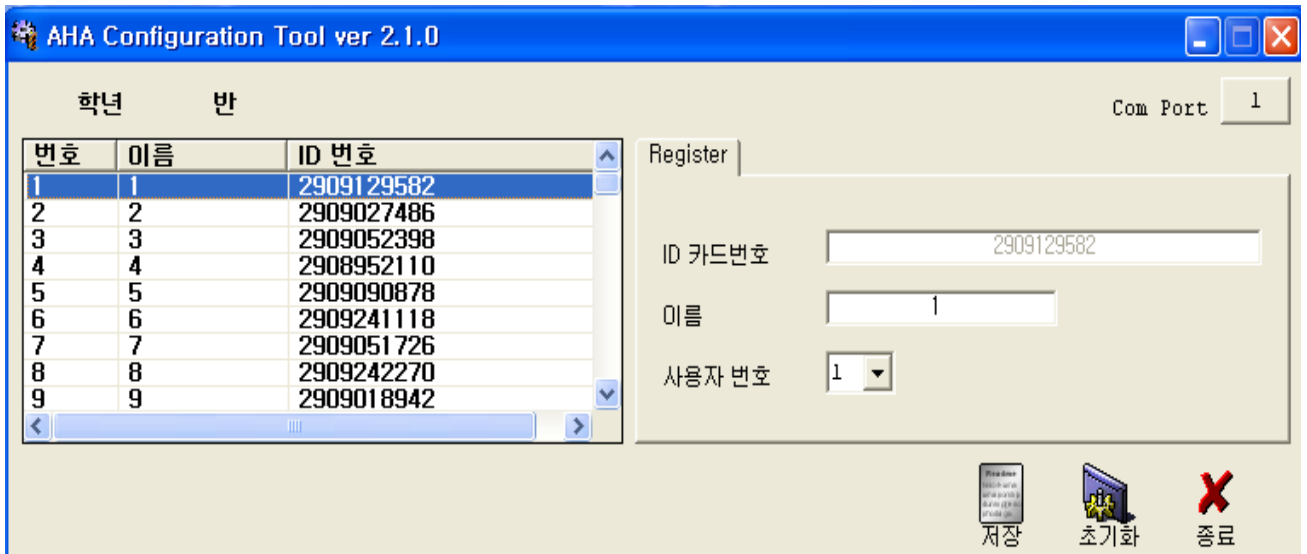 AHA Configuration Tool ver 2.1.0
학년 반
Com Port 1
번호 이름 ID 번호
1 1 2909129582
2 2 2909027486
3 3 2909052398
4 4 2908952110
5 5 2909090878
6 6 2909241118
7 7 2909051726
8 8 2909242270
9 9 2909018942
Register
ID 카드번호 2909129582
이름 1
사용자 번호 1
Readme
저장 초기화 종료